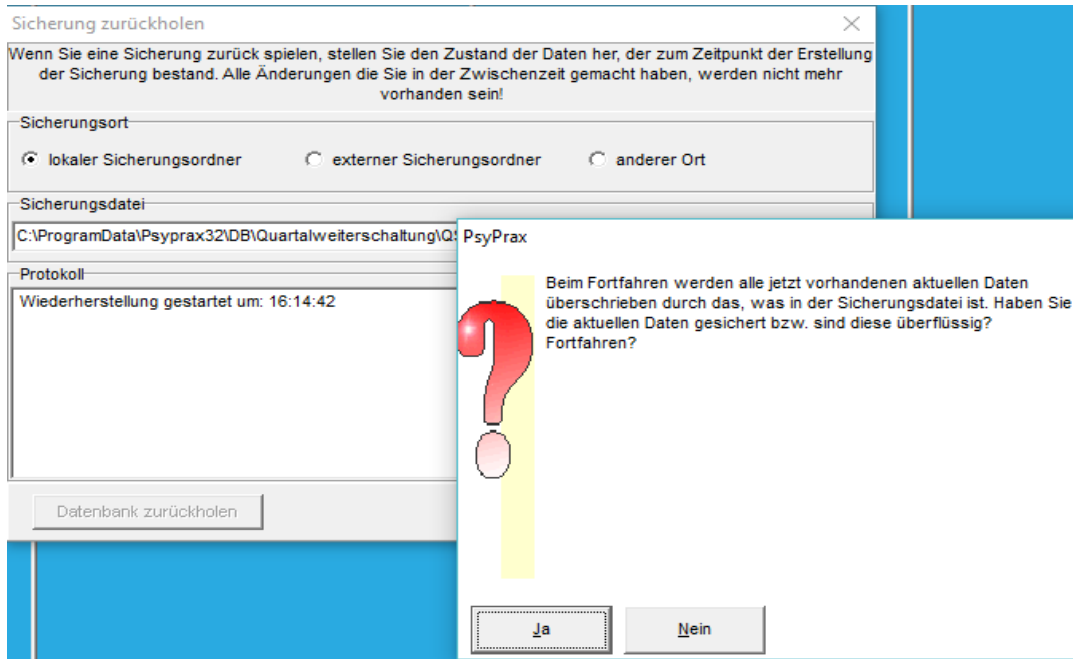 Sicherung zurückholen
Wenn Sie eine Sicherung zurück spielen, stellen Sie den Zustand der Daten her, der zum Zeitpunkt der Erstellung
der Sicherung bestand. Alle Änderungen die Sie in der Zwischenzeit gemacht haben, werden nicht mehr
vorhanden sein!
Sicherungsort
lokaler Sicherungsordner
externer Sicherungsordner
anderer Ort
Sicherungsdatei
C:\ProgramData\Psyprax32\DB\Quartalweiterschaltung\Q
Protokoll
Wiederherstellung gestartet um: 16:14:42
Datenbank zurückholen
PsyPrax
Beim Fortfahren werden alle jetzt vorhandenen aktuellen Daten
überschrieben durch das, was in der Sicherungsdatei ist. Haben Sie
die aktuellen Daten gesichert bzw. sind diese überflüssig?
Fortfahren?
Ja
Nein